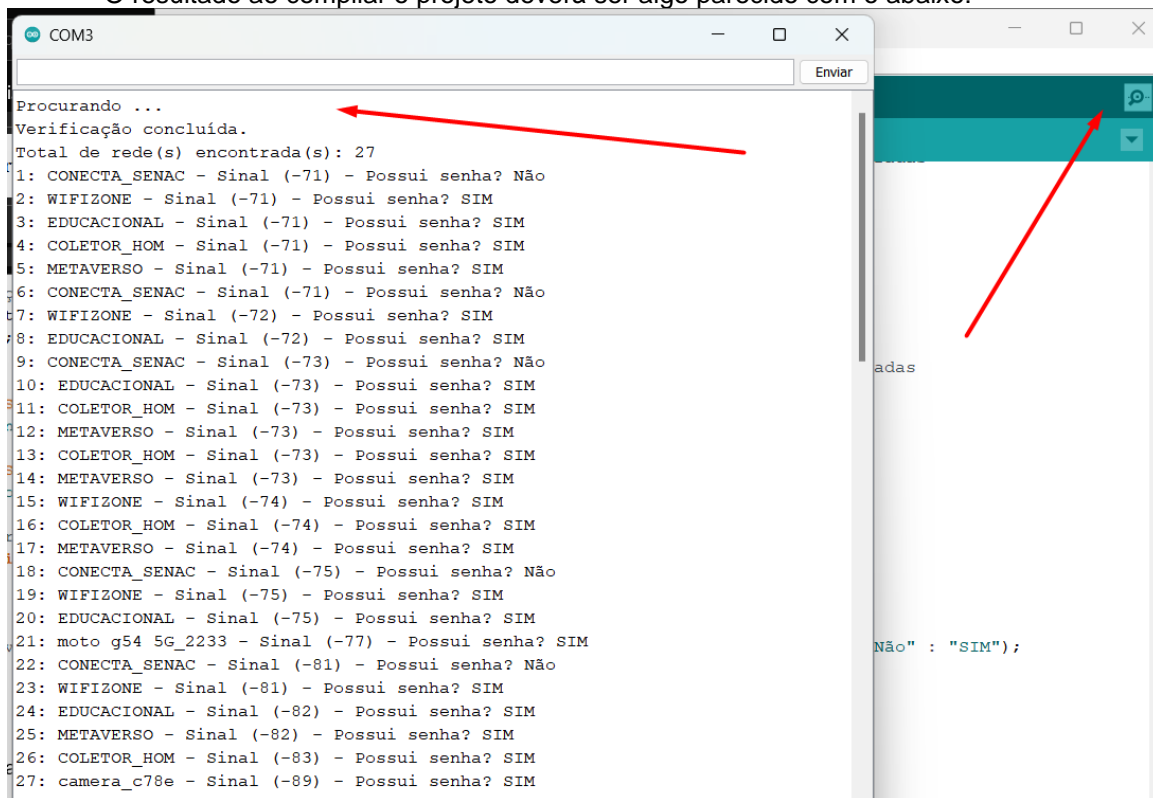 O resultado ao compilar o projeto deverá ser algo parecido com o abaixo:
COM3
Enviar
Procurando ...
Verificação concluída.
Total de rede(s) encontrada(s): 27
1: CONECTA_SENAC - Sinal (-71) - Possui senha? Não
2: WIFIZONE - Sinal (-71) - Possui senha? SIM
3: EDUCACIONAL - Sinal (-71) - Possui senha? SIM
4: COLETOR_HOM - Sinal (-71) - Possui senha? SIM
5: METAVERSO - Sinal (-71) - Possui senha? SIM
6: CONECTA_SENAC - Sinal (-71) - Possui senha? Não
7: WIFIZONE - Sinal (-72) - Possui senha? SIM
8: EDUCACIONAL - Sinal (-72) - Possui senha? SIM
9: CONECTA_SENAC - Sinal (-73) - Possui senha? Não
adas
10: EDUCACIONAL - Sinal (-73) - Possui senha? SIM
11: COLETOR_HOM - Sinal (-73) - Possui senha? SIM
12: METAVERSO - Sinal (-73) - Possui senha? SIM
13: COLETOR_HOM - Sinal (-73) - Possui senha? SIM
14: METAVERSO - Sinal (-73) - Possui senha? SIM
15: WIFIZONE - Sinal (-74) - Possui senha? SIM
16: COLETOR_HOM - Sinal (-74) - Possui senha? SIM
17: METAVERSO - Sinal (-74) - Possui senha? SIM
18: CONECTA_SENAC - Sinal (-75) - Possui senha? Não
19: WIFIZONE - Sinal (-75) - Possui senha? SIM
20: EDUCACIONAL - Sinal (-75) - Possui senha? SIM
21: moto g54 5G_2233 - Sinal (-77) - Possui senha? SIM
Não" : "SIM");
22: CONECTA_SENAC - Sinal (-81) - Possui senha? Não
23: WIFIZONE - Sinal (-81) - Possui senha? SIM
24: EDUCACIONAL - Sinal (-82) - Possui senha? SIM
25: METAVERSO - Sinal (-82) - Possui senha? SIM
26: COLETOR_HOM - Sinal (-83) - Possui senha? SIM
27: camera_c78e - Sinal (-89) - Possui senha? SIM